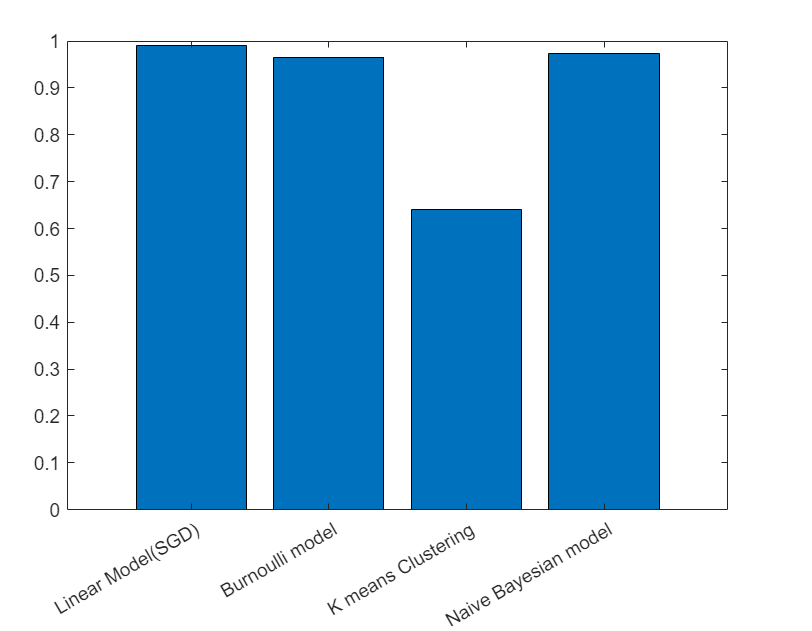 1
0.9
0.8
0.7
0.6
0.5
0.4
0.3
0.2
0.1
0
Linear Model(SGD)
Burnoulli model
K means Clustering
Naive Bayesian model